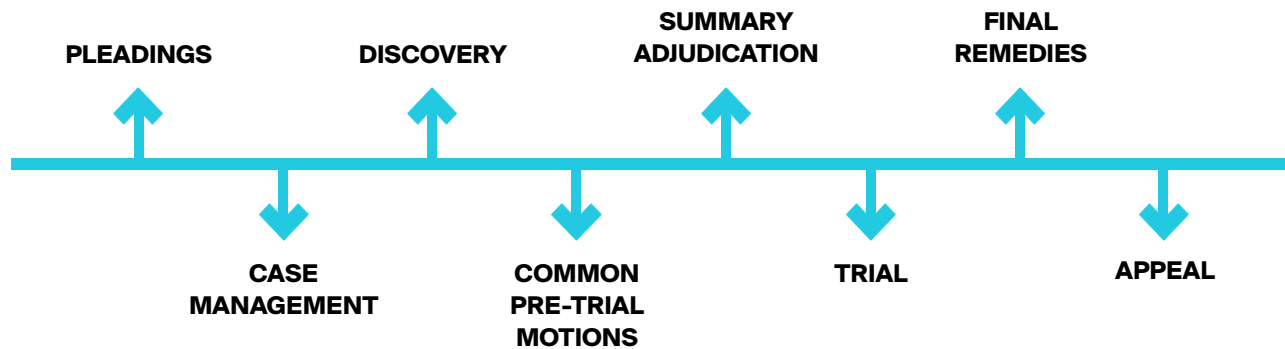 PLEADINGS
CASE
MANAGEMENT
DISCOVERY
COMMON
PRE-TRIAL
MOTIONS
SUMMARY
ADJUDICATION
TRIAL
FINAL
REMEDIES
APPEAL